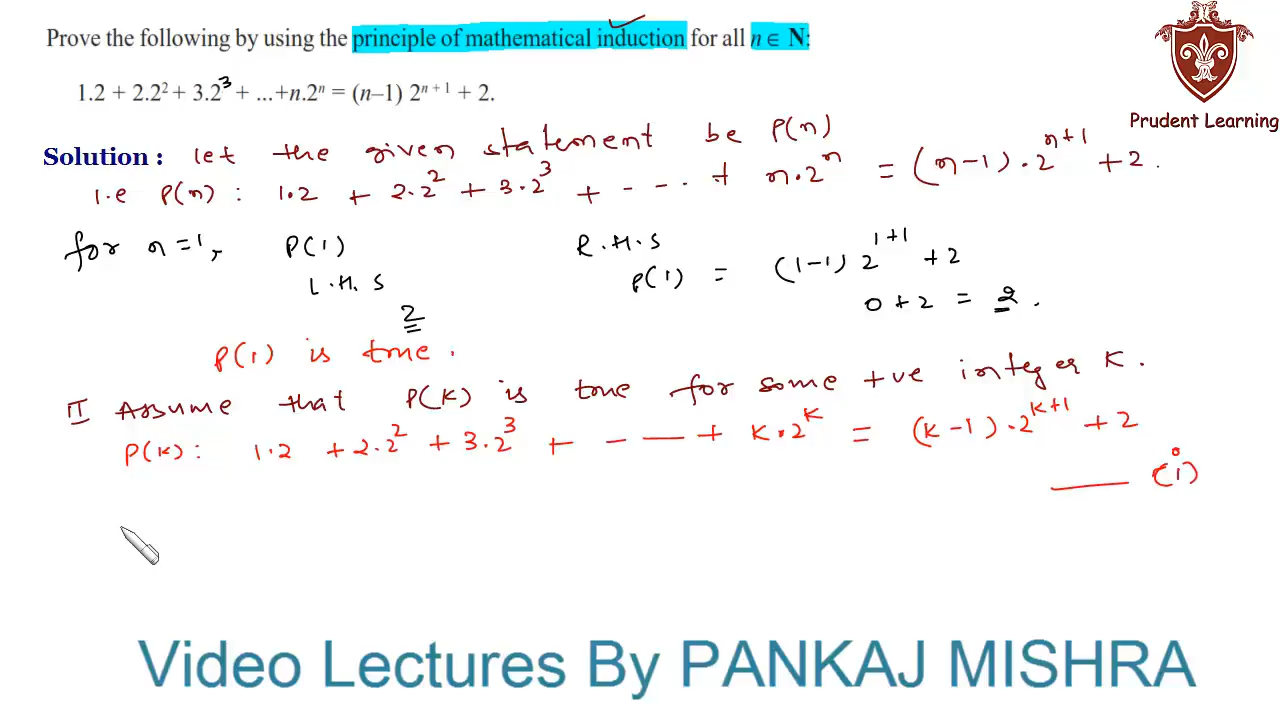 Prove the following by using the principle of mathematical induction for all n ∈ N:
1.2 + 2.2² + 3.2³ + ...+n.2ⁿ = (n–1) 2ⁿ⁺¹ + 2.
Prudent Learning
Solution : Let the given statement be P(n)
i.e P(n) : 1·2 + 2·2² + 3·2³ + - - - · + n·2ⁿ = (n-1)·2ⁿ⁺¹ + 2.
for n=1, P(1) R.H.S
L.H.S P(1) = (1-1) 2¹⁺¹ + 2
2 0 + 2 = 2.
P(1) is true.
II Assume that P(K) is true for some +ve integer K.
P(K) : 1·2 + 2·2² + 3·2³ + - — + K·2ᴷ = (K-1)·2ᴷ⁺¹ + 2
—— (i)
Video Lectures By PANKAJ MISHRA